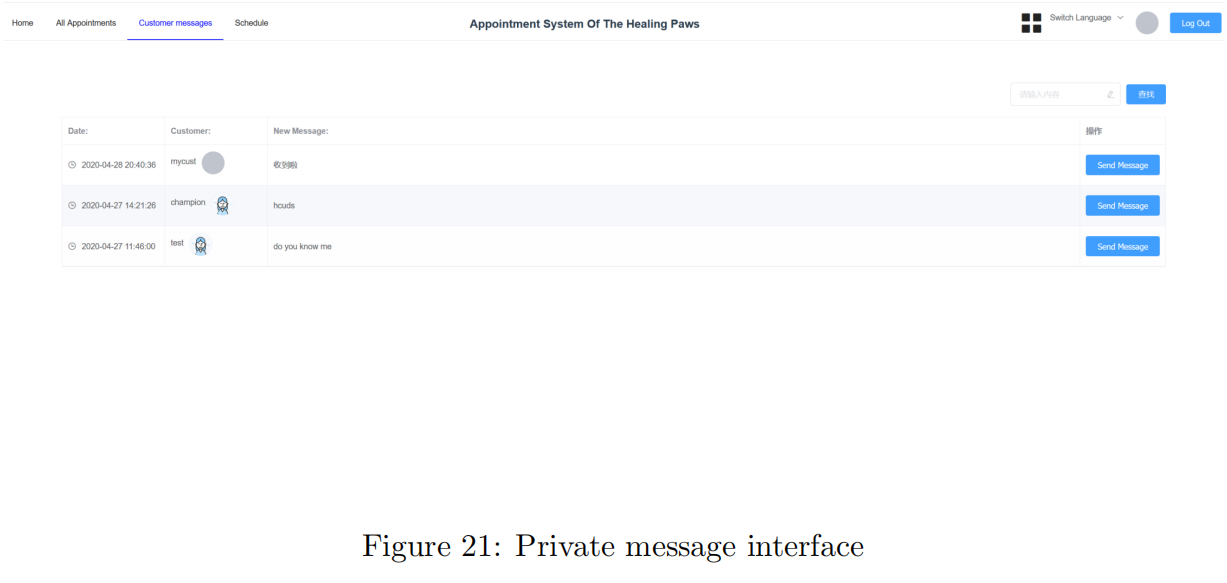 Home All Appointments Customer messages Schedule Appointment System Of The Healing Paws Switch Language Log Out
请输入内容 查找
Date: Customer: New Message: 操作
2020-04-28 20:40:36 mycust 收到啦 Send Message
2020-04-27 14:21:26 champion hcuds Send Message
2020-04-27 11:46:00 test do you know me Send Message
Figure 21: Private message interface